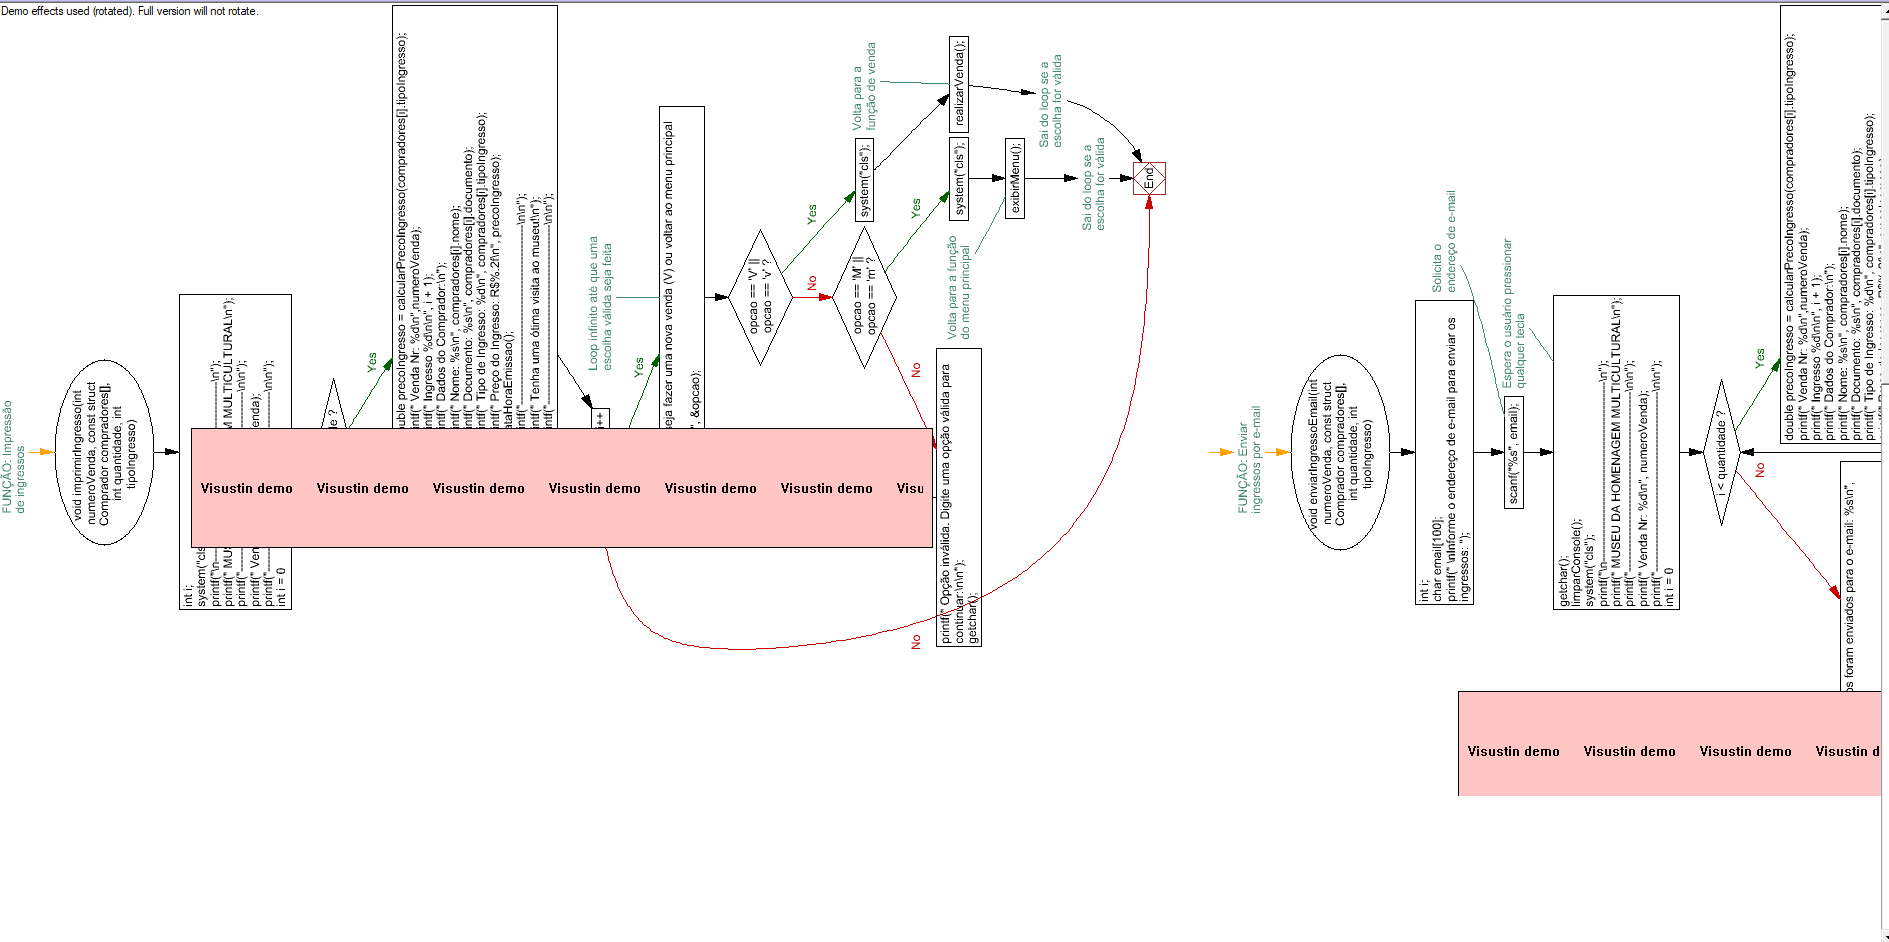 Demo effects used (rotated). Full version will not rotate.
FUNÇÃO: Impressão
de ingressos
void imprimirIngresso(int
numeroVenda, const struct
Comprador compradores[],
int quantidade, int
tipoIngresso)
int i;
system("cls
printf("\n
\n");
printf(" MUS
M MULTICULTURAL\n");
printf("
\n\n");
printf(" Ven
enda);
printf("
\n\n");
int i = 0
de ?
Yes
uble precoIngresso = calcularPrecoIngresso(compradores[i].tipoIngresso);
intf(" Venda Nr: %d\n",numeroVenda);
intf(" Ingresso %d\n\n", i + 1);
intf(" Dados do Comprador:\n");
intf(" Nome: %s\n", compradores[i].nome);
intf(" Documento: %s\n", compradores[i].documento);
intf(" Tipo de Ingresso: %d\n", compradores[i].tipoIngresso);
intf(" Preço do Ingresso: R$%.2f\n", precoIngresso);
ataHoraEmissao();
intf("
\n\n");
intf(" Tenha uma ótima visita ao museu!\n");
intf("
\n\n");
i++
Loop infinito até que uma
escolha válida seja feita
Yes
eja fazer uma nova venda (V) ou voltar ao menu principal
", &opcao);
opcao == 'V' ||
opcao == 'v' ?
Yes
No
opcao == 'M' ||
opcao == 'm' ?
Volta para a
função de venda
system("cls");
realizarVenda();
Sai do loop se a
escolha for válida
Yes
system("cls");
exibirMenu();
Volta para a função
do menu principal
Sai do loop se a
escolha for válida
End
No
printf(" Opção inválida. Digite uma opção válida para
continuar:\n\n");
getchar();
No
Visustin demo Visustin demo Visustin demo Visustin demo Visustin demo Visustin demo Visu
FUNÇÃO: Enviar
ingressos por e-mail
void enviarIngressoEmail(int
numeroVenda, const struct
Comprador compradores[],
int quantidade, int
tipoIngresso)
int i;
char email[100];
printf(" \nInforme o endereço de e-mail para enviar os
ingressos: ");
Solicita o
endereço de e-mail
scanf("%s", email);
Espera o usuário pressionar
qualquer tecla
getchar();
limparConsole();
system("cls");
printf("\n
\n");
printf(" MUSEU DA HOMENAGEM MULTICULTURAL\n");
printf("
\n\n");
printf(" Venda Nr: %d\n", numeroVenda);
printf("
\n\n");
int i = 0
i < quantidade ?
Yes
No
double precoIngresso = calcularPrecoIngresso(compradores[i].tipoIngresso);
printf(" Venda Nr: %d\n",numeroVenda);
printf(" Ingresso %d\n\n", i + 1);
printf(" Dados do Comprador:\n");
printf(" Nome: %s\n", compradores[i].nome);
printf(" Documento: %s\n", compradores[i].documento);
printf(" Tipo de Ingresso: %d\n", compradores[i].tipoIngresso);
os foram enviados para o e-mail: %s\n",
Visustin demo Visustin demo Visustin demo Visustin d